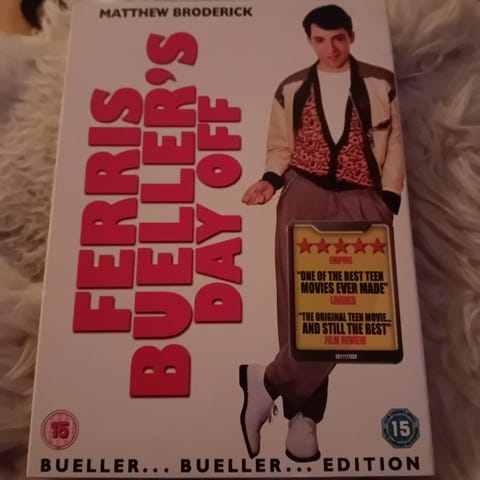 MATTHEW BRODERICK
FERRIS
BUELLER'S
DAY OFF
EMPIRE
"ONE OF THE BEST TEEN
MOVIES EVER MADE"
LOADED
"THE ORIGINAL TEEN MOVIE...
AND STILL THE BEST"
FILM REVIEW
15
15
BUELLER... BUELLER... EDITION